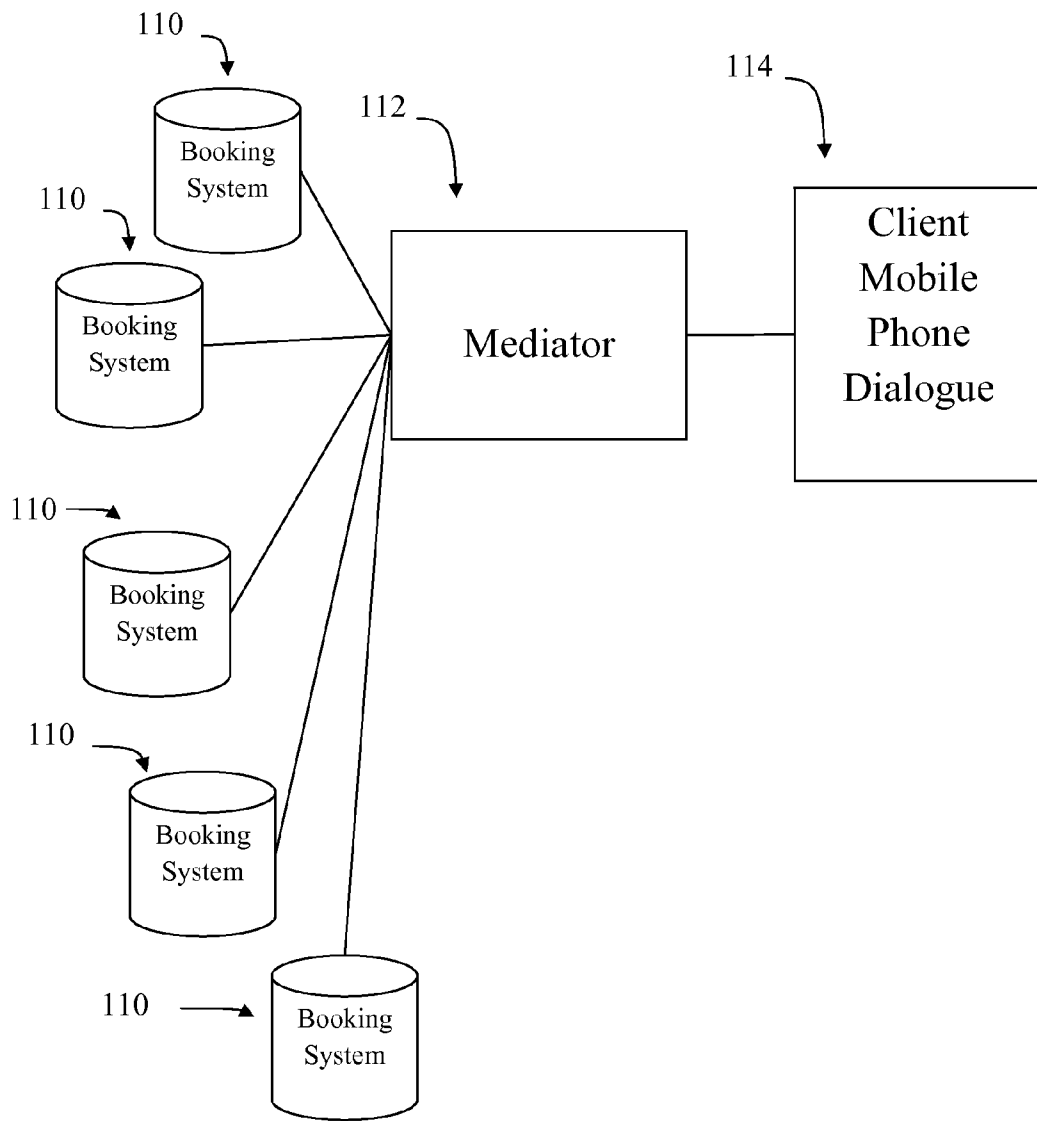 110
114
112
Booking
System
110
Client
Mobile
Phone
Dialogue
Booking
System
Mediator
110
Booking
System
110
Booking
System
110
Booking
System